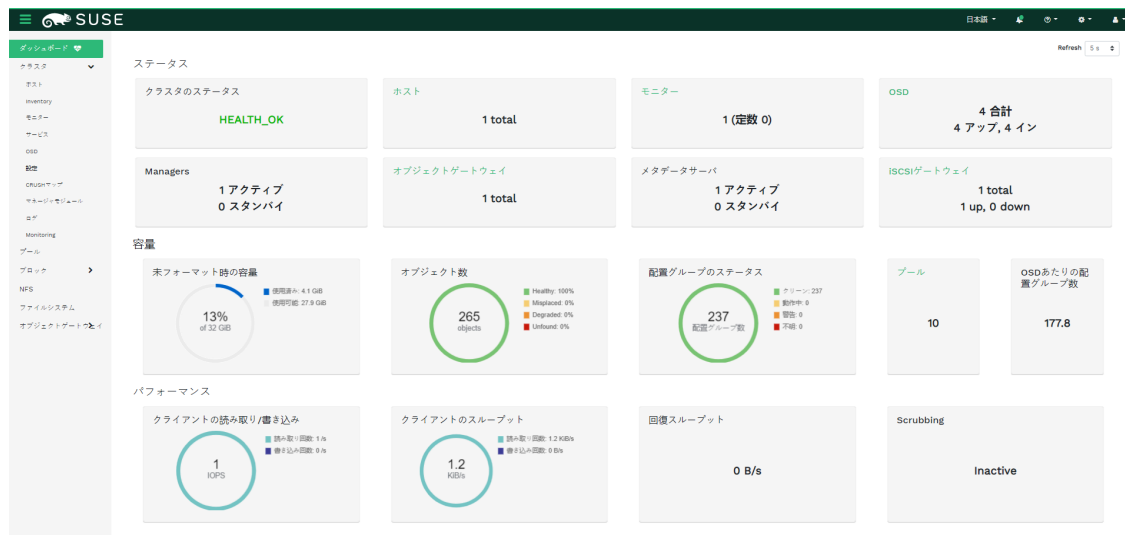 SUSE
日本語
ダッシュボード
Refresh 5 s
クラスタ
ホスト
Inventory
モニター
サービス
OSD
設定
CRUSHマップ
マネージャモジュール
ログ
Monitoring
プール
ブロック
NFS
ファイルシステム
オブジェクトゲートウェイ
ステータス
クラスタのステータス
HEALTH_OK
ホスト
1 total
モニター
1 (定数 0)
OSD
4 合計
4 アップ, 4 イン
Managers
1 アクティブ
0 スタンバイ
オブジェクトゲートウェイ
1 total
メタデータサーバ
1 アクティブ
0 スタンバイ
iSCSIゲートウェイ
1 total
1 up, 0 down
容量
未フォーマット時の容量
13%
of 32 GiB
使用済み: 4.1 GiB
使用可能: 27.9 GiB
オブジェクト数
265
objects
Healthy: 100%
Misplaced: 0%
Degraded: 0%
Unfound: 0%
配置グループのステータス
237
配置グループ数
クリーン: 237
動作中: 0
警告: 0
不明: 0
プール
10
OSDあたりの配
置グループ数
177.8
パフォーマンス
クライアントの読み取り/書き込み
1
IOPS
読み取り回数: 1 /s
書き込み回数: 0 /s
クライアントのスループット
1.2
KiB/s
読み取り回数: 1.2 KiB/s
書き込み回数: 0 B/s
回復スループット
0 B/s
Scrubbing
Inactive